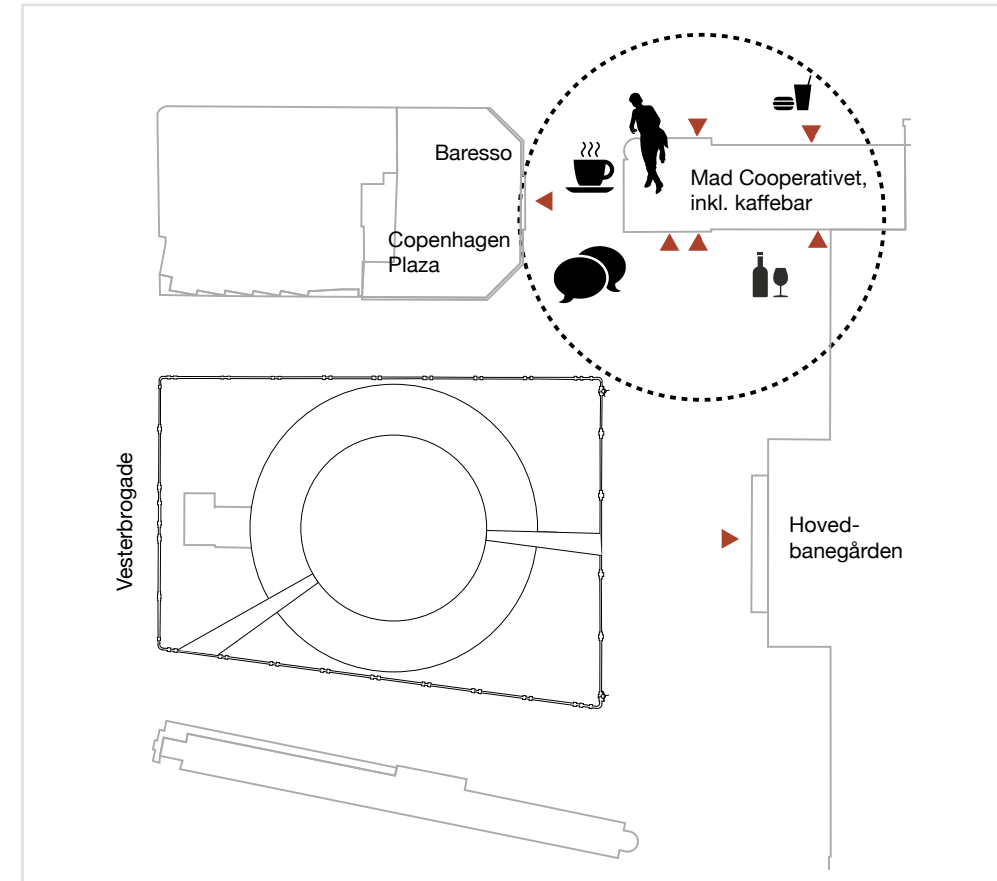 Baresso
Mad Cooperativet,
inkl. kaffebar
Copenhagen
Plaza
Vesterbrogade
Hoved-
banegården